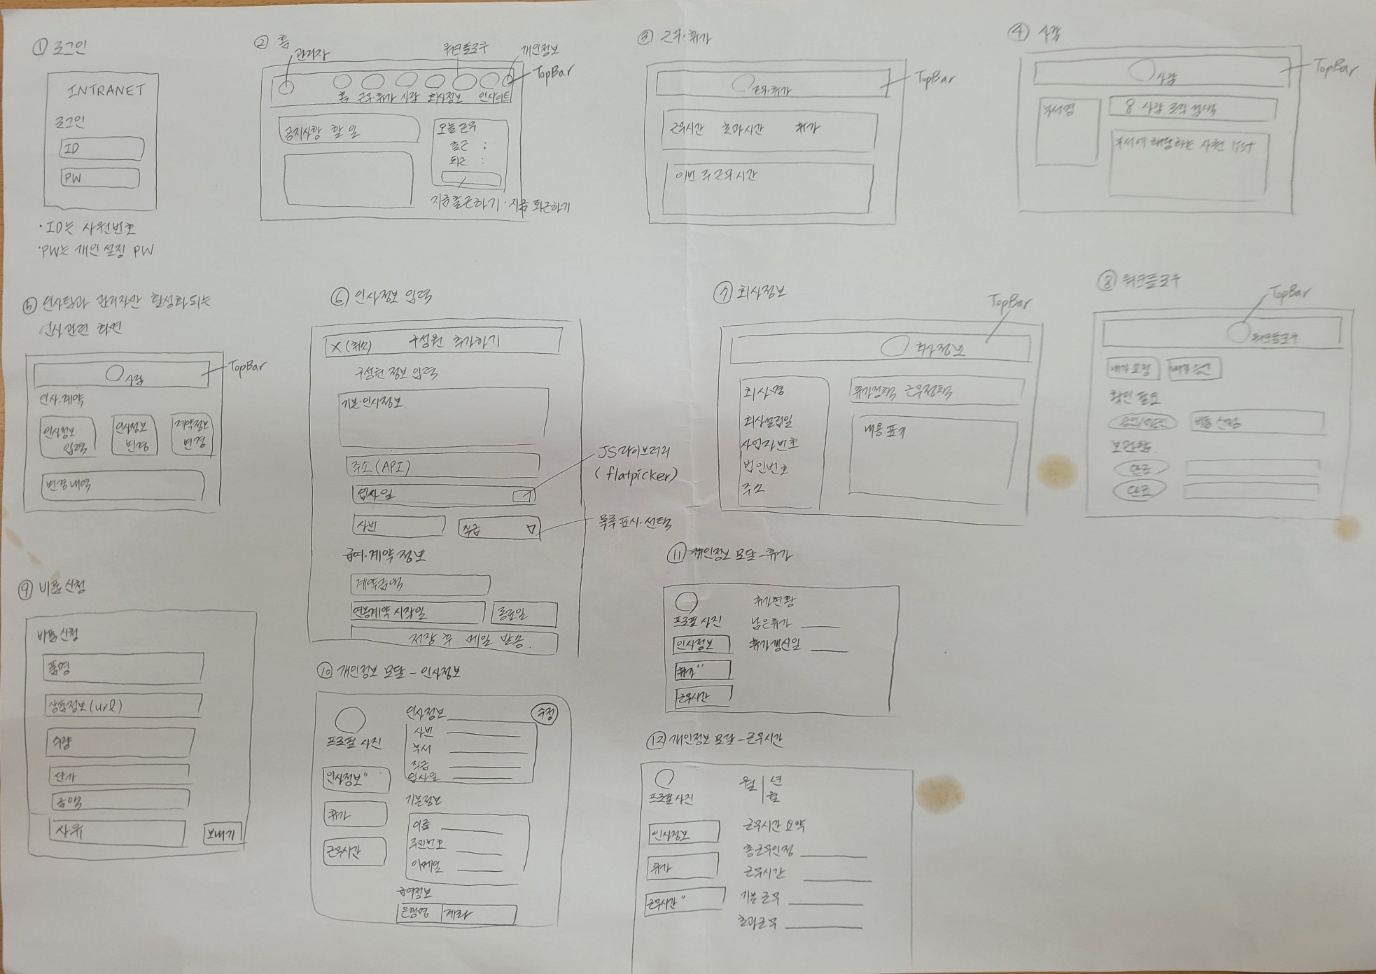 ① 로그인
INTRANET
로그인
ID
PW
·ID는 사원번호
·PW는 개인 설정 PW
② 홈
관리자
워크플로우
개인정보
TopBar
홈 근무·휴가 사람 회사정보 인사이트
공지사항 할 일
오늘 근무
출근 :
퇴근 :
지금 출근하기 · 지금 퇴근하기
③ 근무·휴가
TopBar
근무·휴가
근무시간 초과시간 휴가
이번 주 근무시간
④ 사람
TopBar
사람
부서명
사람 조회 검색
부서에 해당하는 사원 list
⑤ 인사팀과 관리자만 활성화되는
인사관련 화면
TopBar
사람
인사·계약
인사정보
입력
인사정보
변경
계약정보
변경
변경내역
⑥ 인사정보 입력
X (취소) 구성원 추가하기
구성원 정보 입력
기본·인사정보
주소 (API)
입사일
JS라이브러리
(flatpicker)
사번
직급
목록표시·선택
급여·계약 정보
계약금액
연봉계약 시작일
종료일
저장 후 메일 발송
⑦ 회사정보
TopBar
회사정보
회사명
회사설립일
사업자번호
법인번호
주소
휴가정책 근무정책
내용 표기
⑧ 워크플로우
TopBar
워크플로우
내가 요청
내가 승인
확인 필요
비품 신청
보관함
완료
완료
⑨ 비품 신청
비품 신청
품명
상품정보(url)
수량
단가
금액
사유
보내기
⑩ 개인정보 모달 - 인사정보
프로필 사진
인사정보"
휴가
근무시간
인사정보
수정
사번
부서
직급
입사일
기본정보
이름
주민번호
이메일
급여정보
은행명
계좌
⑪ 개인정보 모달 - 휴가
프로필 사진
인사정보
휴가"
근무시간
휴가현황
남은휴가
휴가갱신일
⑫ 개인정보 모달 - 근무시간
프로필 사진
인사정보
휴가
근무시간"
년
월
근무시간 요약
총근무인정
근무시간
기본근무
초과근무